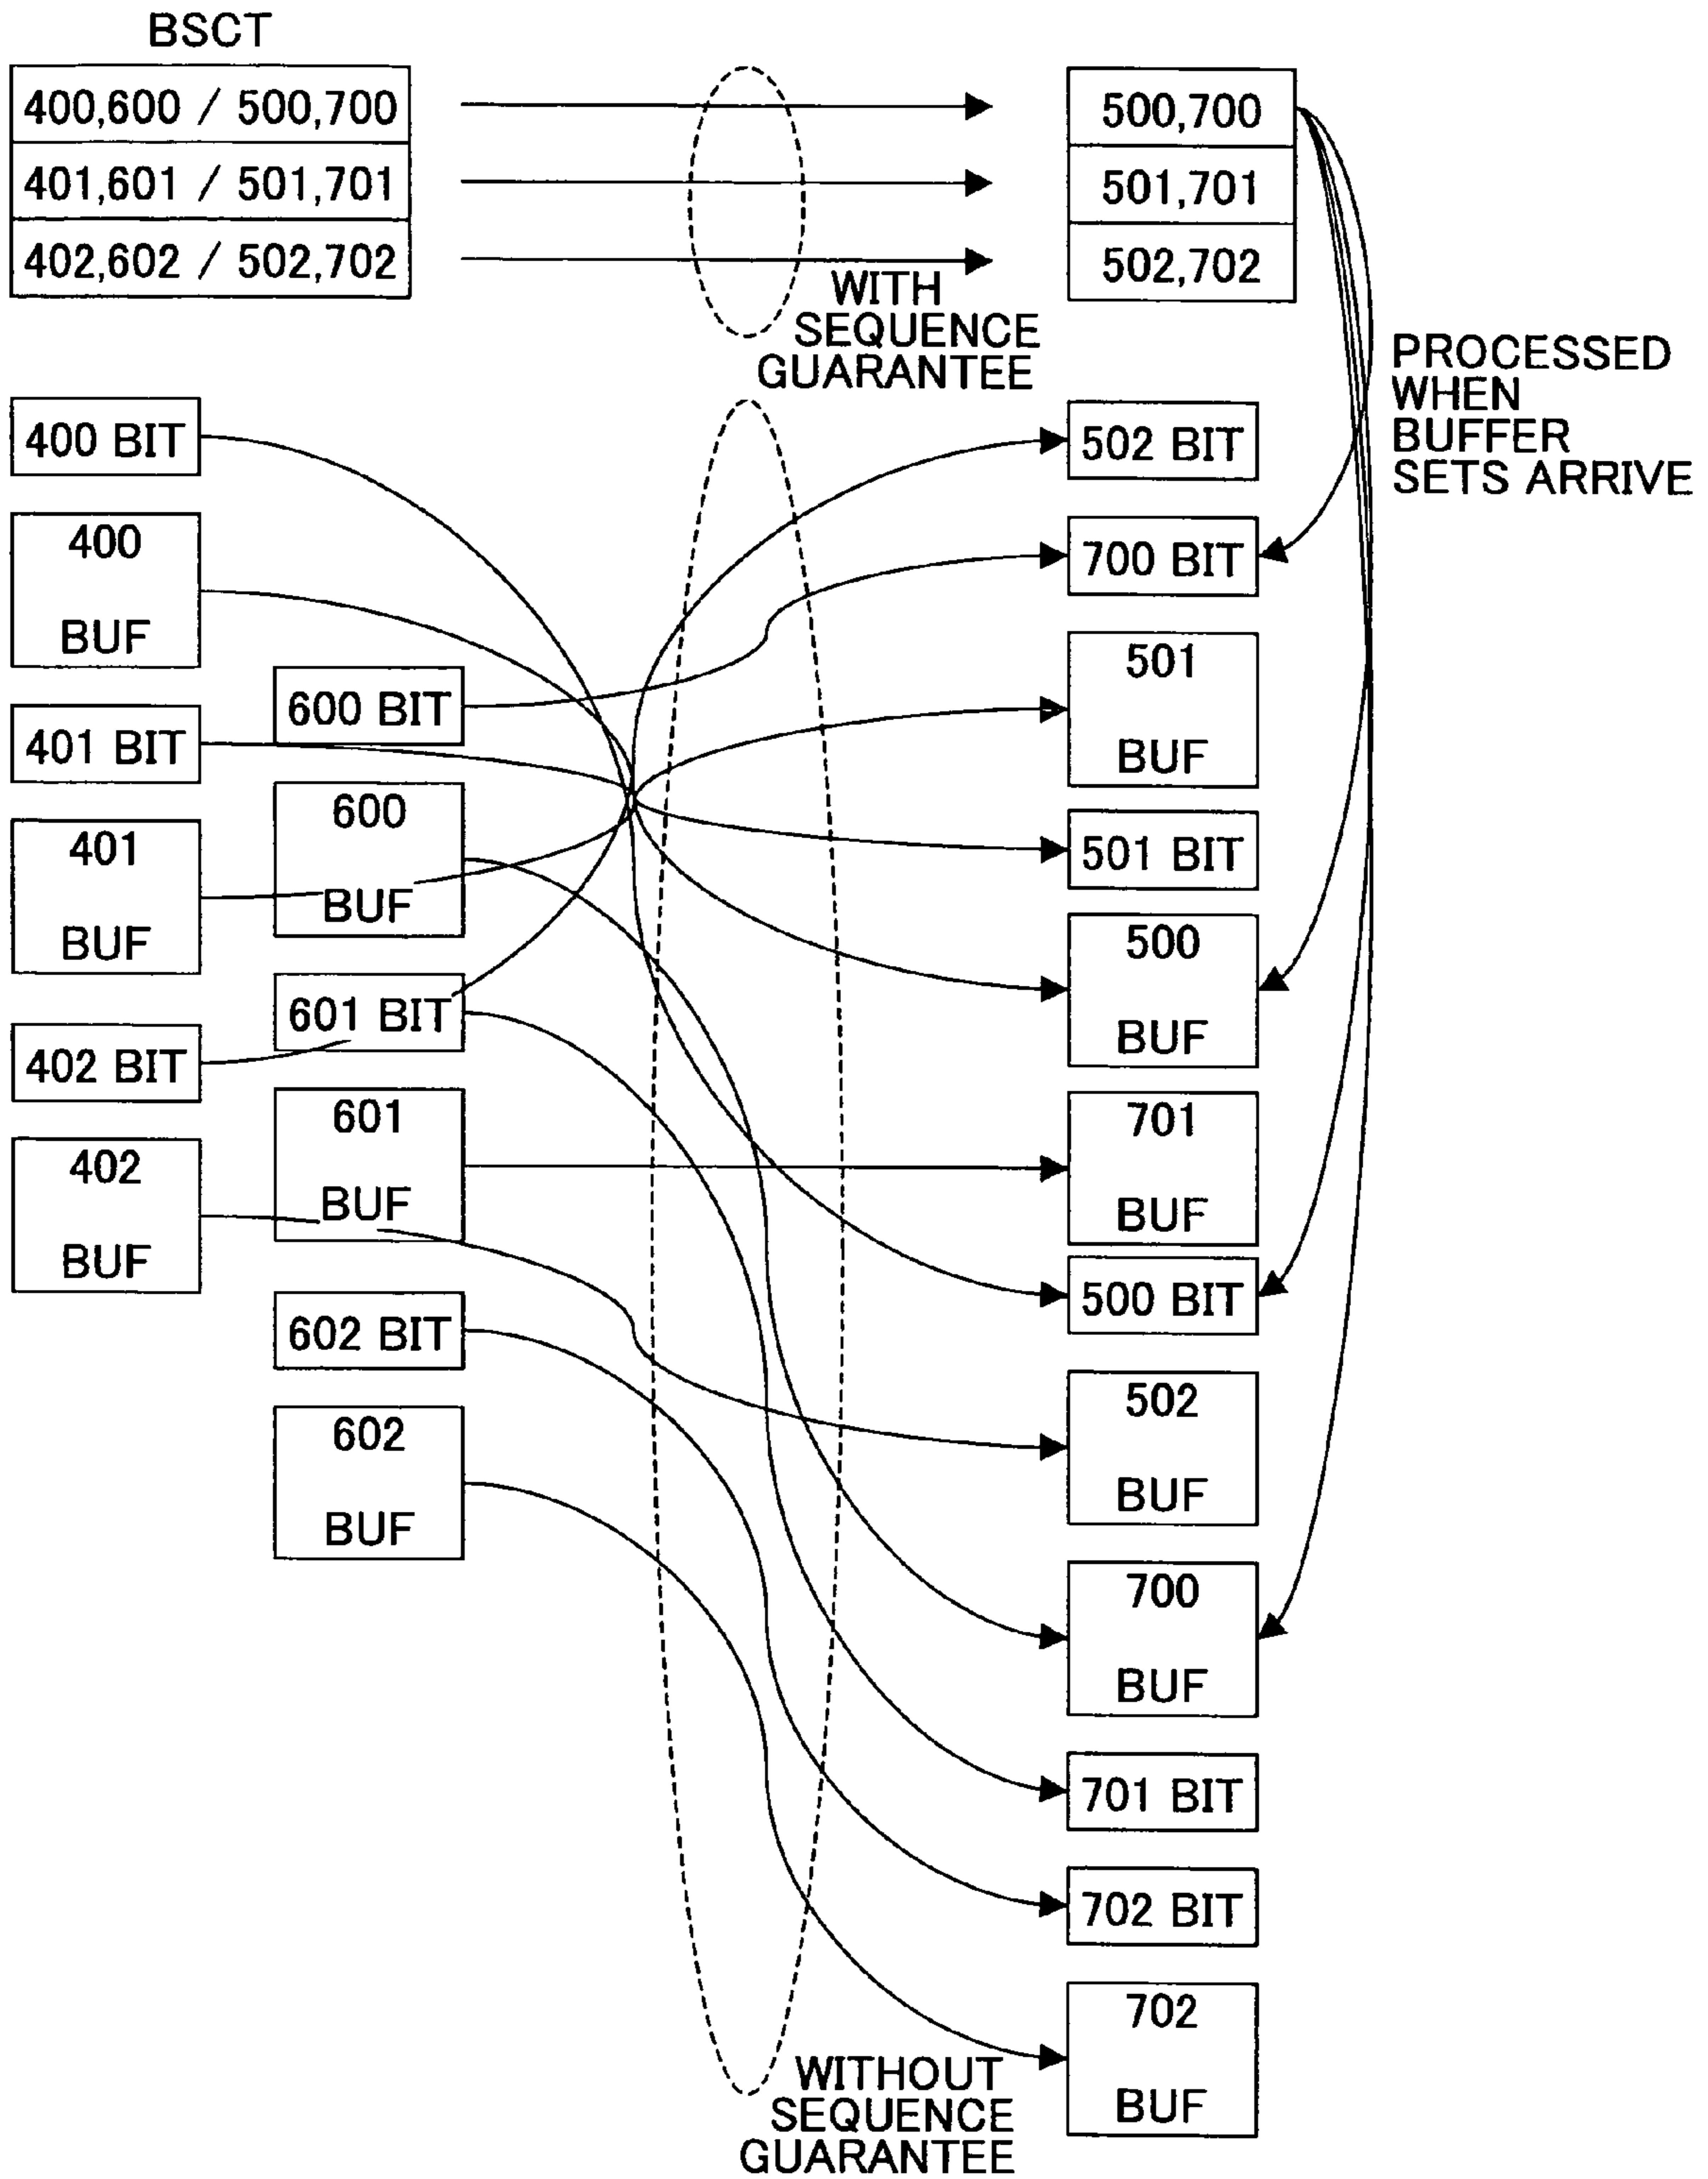 BSCT
400,600 / 500,700
401,601 / 501,701
402,602 / 502,702
500,700
501,701
502,702
WITH
SEQUENCE
GUARANTEE
PROCESSED
WHEN
BUFFER
SETS ARRIVE
400 BIT
400
BUF
401 BIT
401
BUF
402 BIT
402
BUF
600 BIT
600
BUF
601 BIT
601
BUF
602 BIT
602
BUF
502 BIT
700 BIT
501
BUF
501 BIT
500
BUF
701
BUF
500 BIT
502
BUF
700
BUF
701 BIT
702 BIT
702
BUF
WITHOUT
SEQUENCE
GUARANTEE